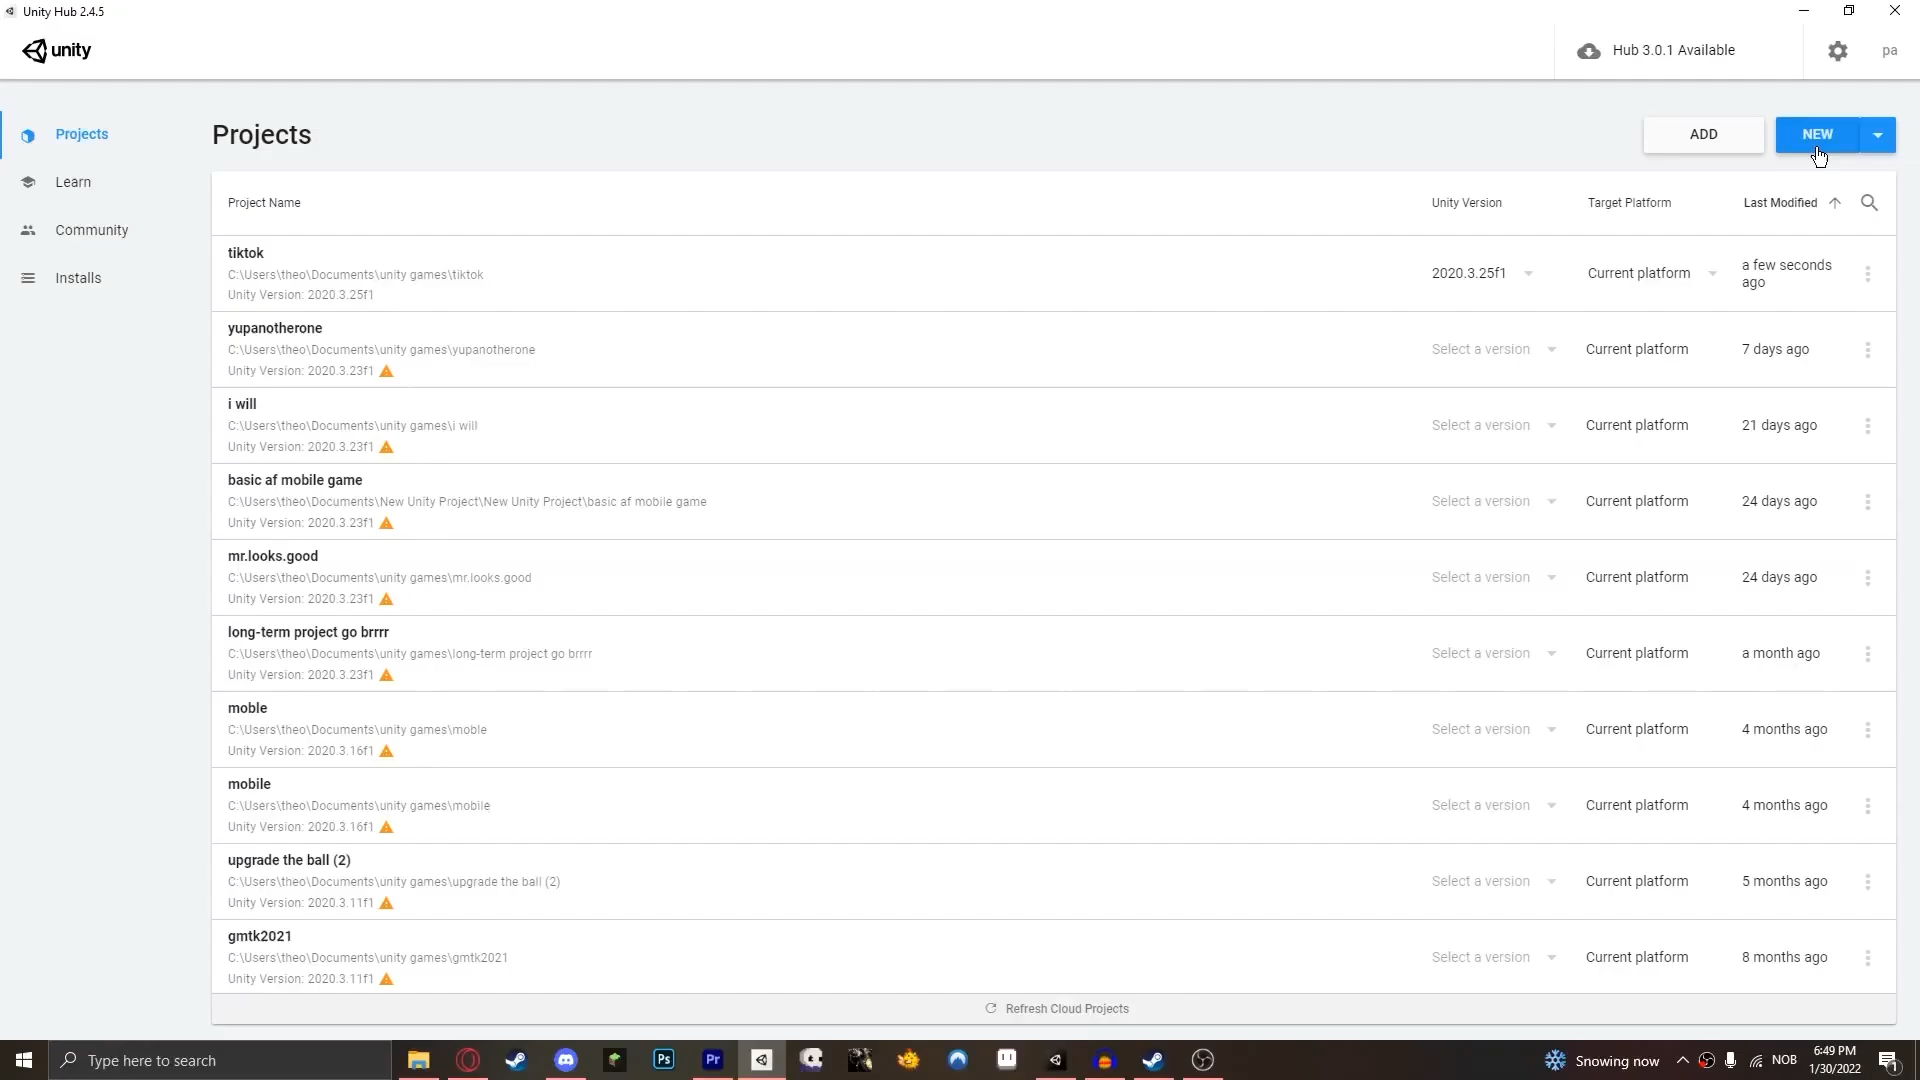 Unity Hub 2.4.5
unity
Hub 3.0.1 Available
pa
Projects
Learn
Community
Installs
Projects
ADD
NEW
Project Name
Unity Version
Target Platform
Last Modified
tiktok
C:\Users\theo\Documents\unity games\tiktok
Unity Version: 2020.3.25f1
2020.3.25f1
Current platform
a few seconds
ago
yupanotherone
C:\Users\theo\Documents\unity games\yupanotherone
Unity Version: 2020.3.23f1
Select a version
Current platform
7 days ago
i will
C:\Users\theo\Documents\unity games\i will
Unity Version: 2020.3.23f1
Select a version
Current platform
21 days ago
basic af mobile game
C:\Users\theo\Documents\New Unity Project\New Unity Project\basic af mobile game
Unity Version: 2020.3.23f1
Select a version
Current platform
24 days ago
mr.looks.good
C:\Users\theo\Documents\unity games\mr.looks.good
Unity Version: 2020.3.23f1
Select a version
Current platform
24 days ago
long-term project go brrrr
C:\Users\theo\Documents\unity games\long-term project go brrrr
Unity Version: 2020.3.23f1
Select a version
Current platform
a month ago
moble
C:\Users\theo\Documents\unity games\moble
Unity Version: 2020.3.16f1
Select a version
Current platform
4 months ago
mobile
C:\Users\theo\Documents\unity games\mobile
Unity Version: 2020.3.16f1
Select a version
Current platform
4 months ago
upgrade the ball (2)
C:\Users\theo\Documents\unity games\upgrade the ball (2)
Unity Version: 2020.3.11f1
Select a version
Current platform
5 months ago
gmtk2021
C:\Users\theo\Documents\unity games\gmtk2021
Unity Version: 2020.3.11f1
Select a version
Current platform
8 months ago
Refresh Cloud Projects
Type here to search
Ps
Pr
Snowing now
NOB
6:49 PM
1/30/2022
1